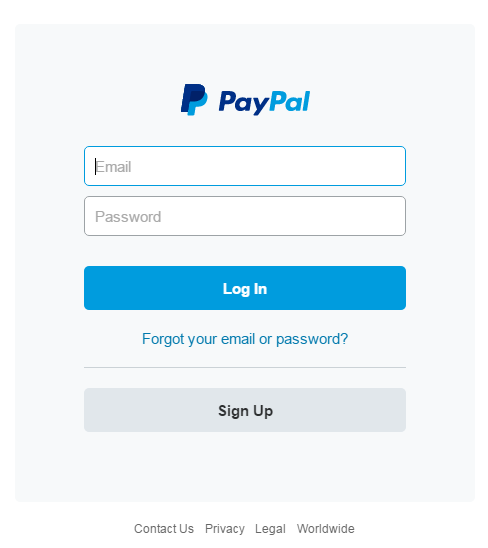 PayPal
Email
Password
Log In
Forgot your email or password?
Sign Up
Contact Us Privacy Legal Worldwide